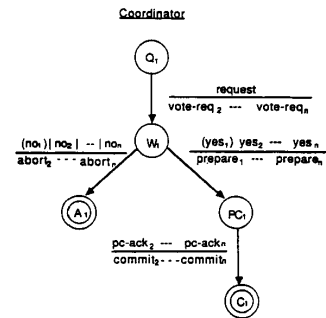 Coordinator
Q1
request
vote-req2 --- vote-reqn
(no1)| no2 | -- | non
abort2 --- abortn
W1
(yes1) yes2 --- yesn
prepare1 --- preparen
A1
PC1
pc-ack2 --- pc-ackn
commit2 - - - commitn
C1